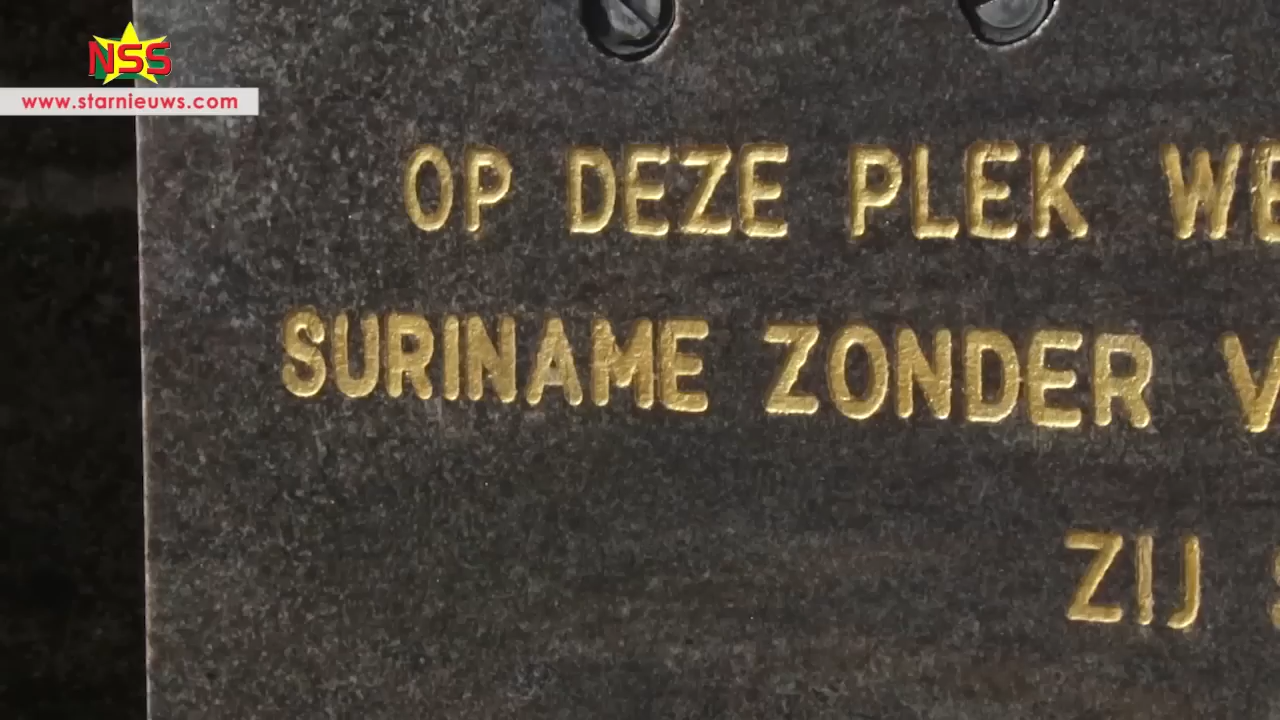 NSS
www.starnieuws.com
OP DEZE PLEK
SURINAME ZONDER
ZIJ